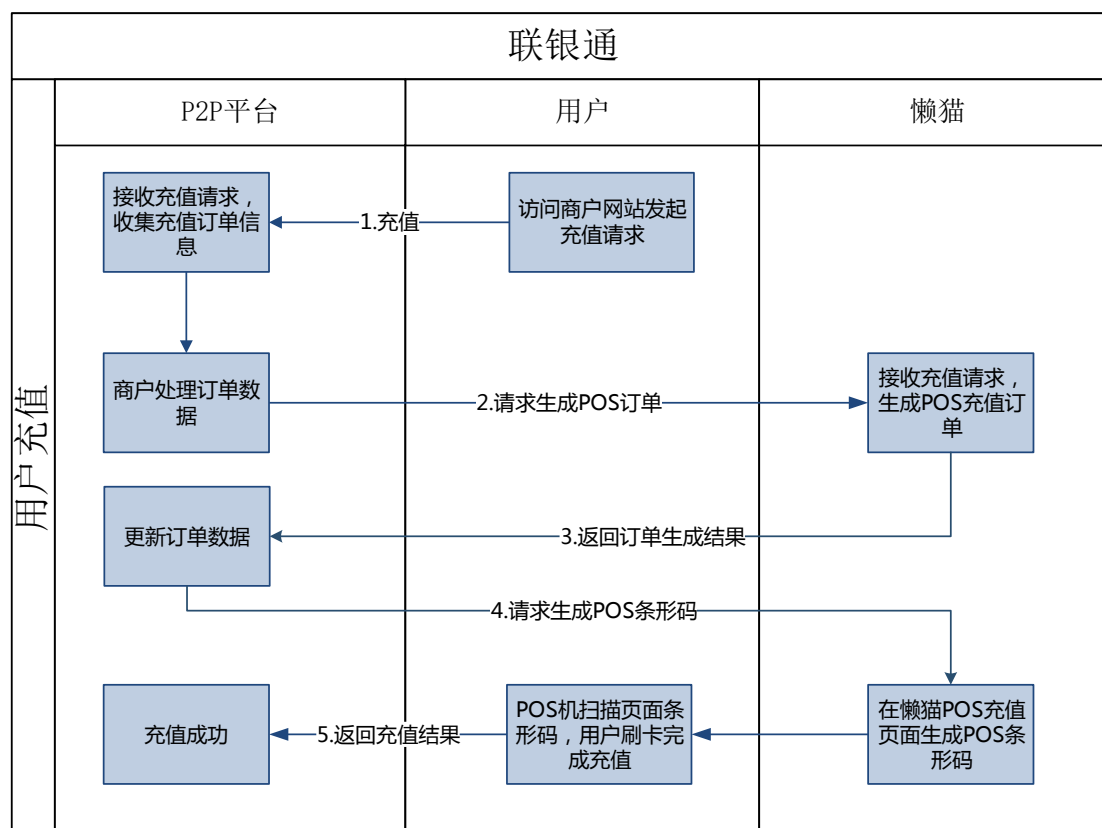 联银通
P2P平台
用户
懒猫
用户充值
接收充值请求，
收集充值订单信
息
1.充值
访问商户网站发起
充值请求
商户处理订单数
据
2.请求生成POS订单
接收充值请求，
生成POS充值订
单
更新订单数据
3.返回订单生成结果
4.请求生成POS条形码
充值成功
5.返回充值结果
POS机扫描页面条
形码，用户刷卡完
成充值
在懒猫POS充值
页面生成POS条
形码